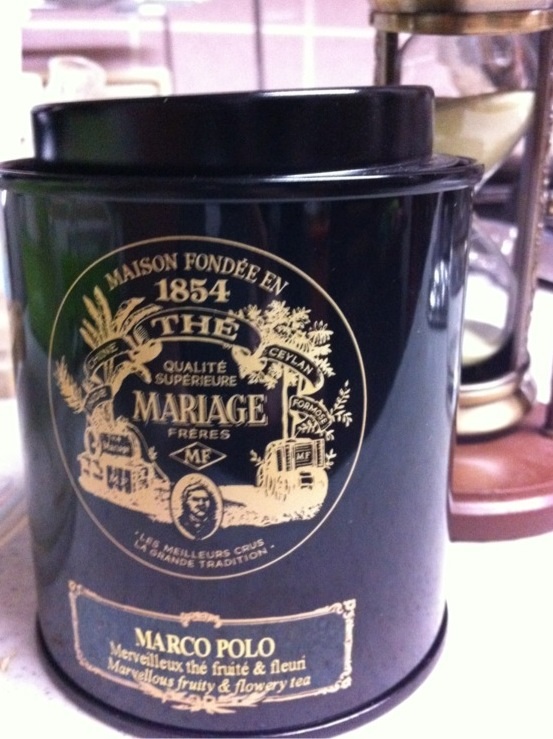 MAISON FONDÉE EN
1854
THÉ
CHINE
CEYLAN
QUALITÉ
SUPÉRIEURE
FORMOSE
MARIAGE
FRÈRES
MF
MF
· LES MEILLEURS CRUS
LA GRANDE TRADITION ·
MARCO POLO
Merveilleux thé fruité & fleuri
Marvellous fruity & flowery tea